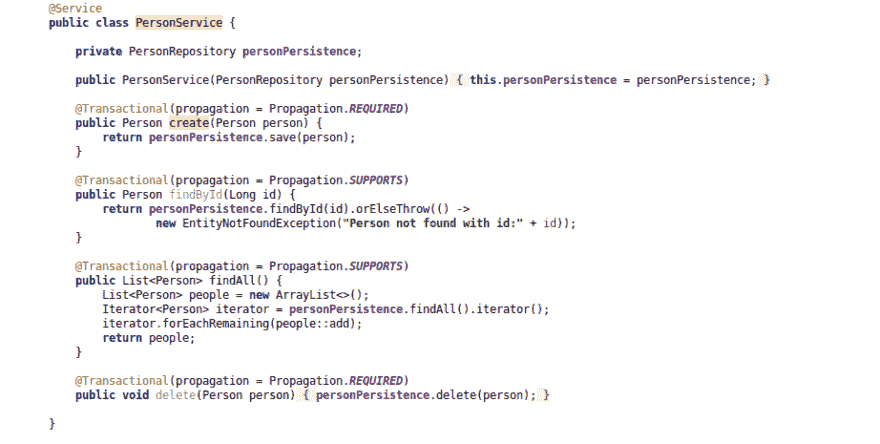 @Service
public class PersonService {
private PersonRepository personPersistence;
public PersonService(PersonRepository personPersistence) { this.personPersistence = personPersistence; }
@Transactional(propagation = Propagation.REQUIRED)
public Person create(Person person) {
return personPersistence.save(person);
}
@Transactional(propagation = Propagation.SUPPORTS)
public Person findById(Long id) {
return personPersistence.findById(id).orElseThrow(() ->
new EntityNotFoundException("Person not found with id:" + id));
}
@Transactional(propagation = Propagation.SUPPORTS)
public List<Person> findAll() {
List<Person> people = new ArrayList<>();
Iterator<Person> iterator = personPersistence.findAll().iterator();
iterator.forEachRemaining(people::add);
return people;
}
@Transactional(propagation = Propagation.REQUIRED)
public void delete(Person person) { personPersistence.delete(person); }
}